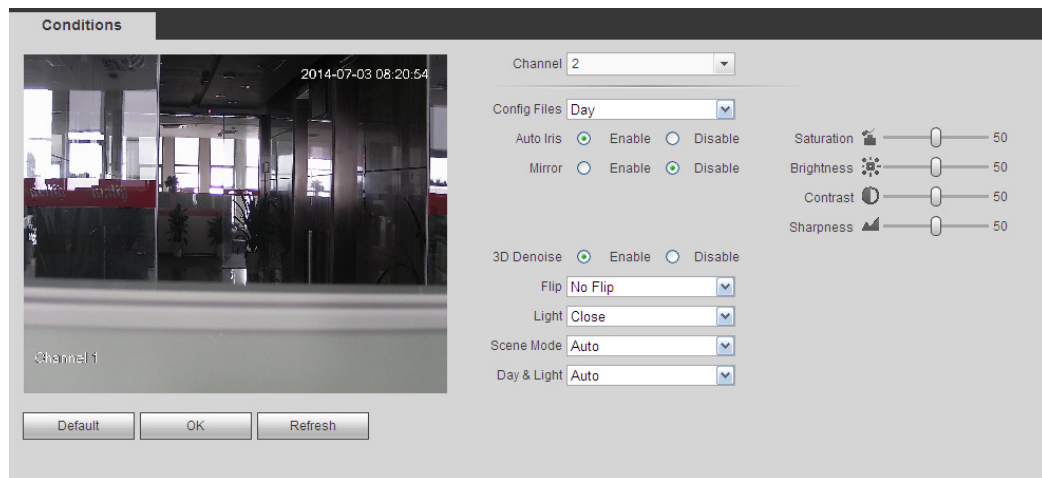 Conditions
2014-07-03 08:20:54
Channel 1
Channel 2
Config Files Day
Auto Iris Enable Disable
Mirror Enable Disable
Saturation 50
Brightness 50
Contrast 50
Sharpness 50
3D Denoise Enable Disable
Flip No Flip
Light Close
Scene Mode Auto
Day & Light Auto
Default OK Refresh